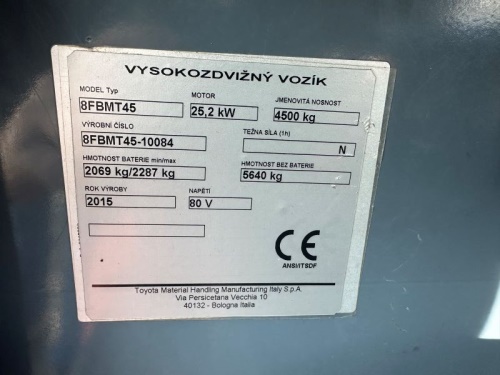 VYSOKOZDVIŽNÝ VOZÍK
MODEL Typ MOTOR JMENOVITÁ NOSNOST
8FBMT45 25,2 kW 4500 kg
VÝROBNÍ ČÍSLO TEŽNA SÍLA (1h)
8FBMT45-10084 N
HMOTNOST BATERIE min/max HMOTNOST BEZ BATERIE
2069 kg/2287 kg 5640 kg
ROK VÝROBY NAPĚTÍ
2015 80 V
CE
ANSI/ITSDF
Toyota Material Handling Manufacturing Italy S.p.A.
Via Persicetana Vecchia 10
40132 - Bologna Italia